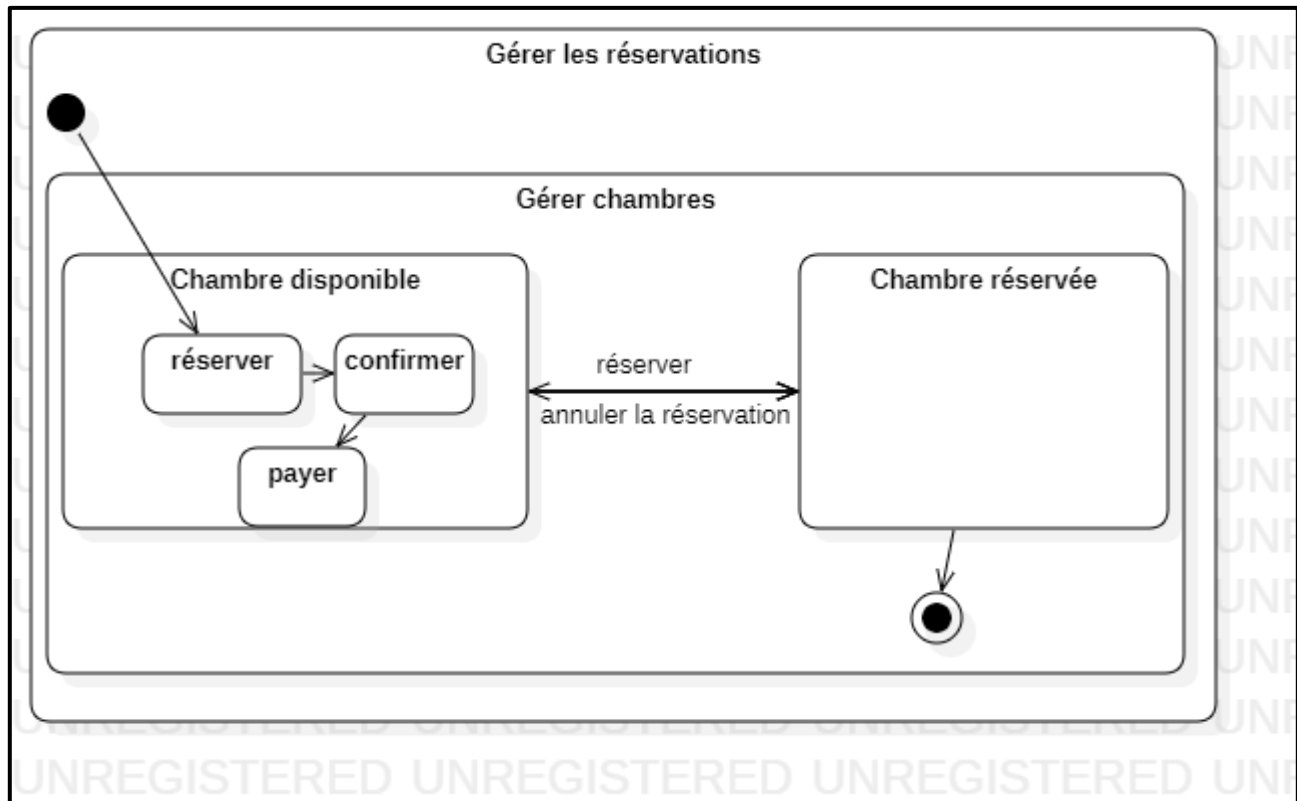 Gérer les réservations
Gérer chambres
Chambre disponible
réserver
confirmer
payer
réserver
annuler la réservation
Chambre réservée
UNREGISTERED UNREGISTERED UNREGISTERED